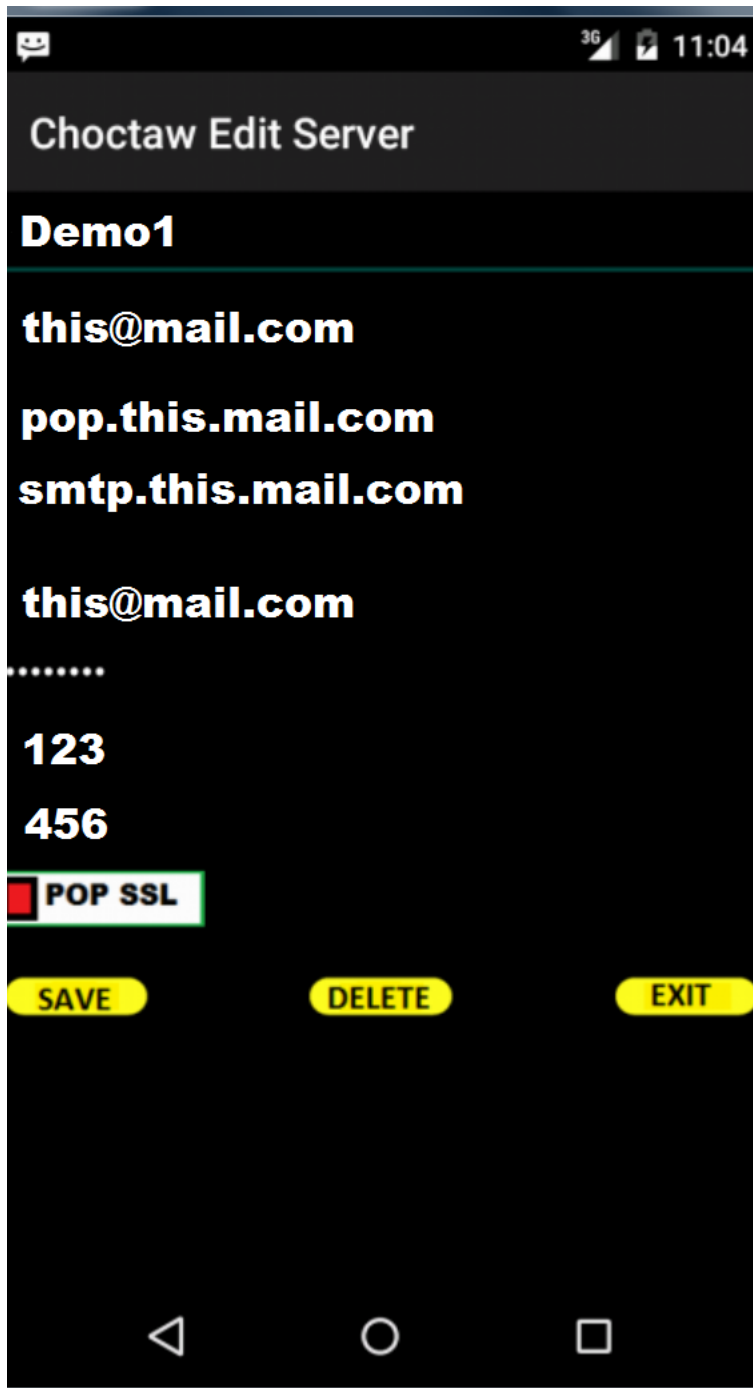 3G 11:04
Choctaw Edit Server
Demo1
this@mail.com
pop.this.mail.com
smtp.this.mail.com
this@mail.com
••••••••
123
456
POP SSL
SAVE DELETE EXIT